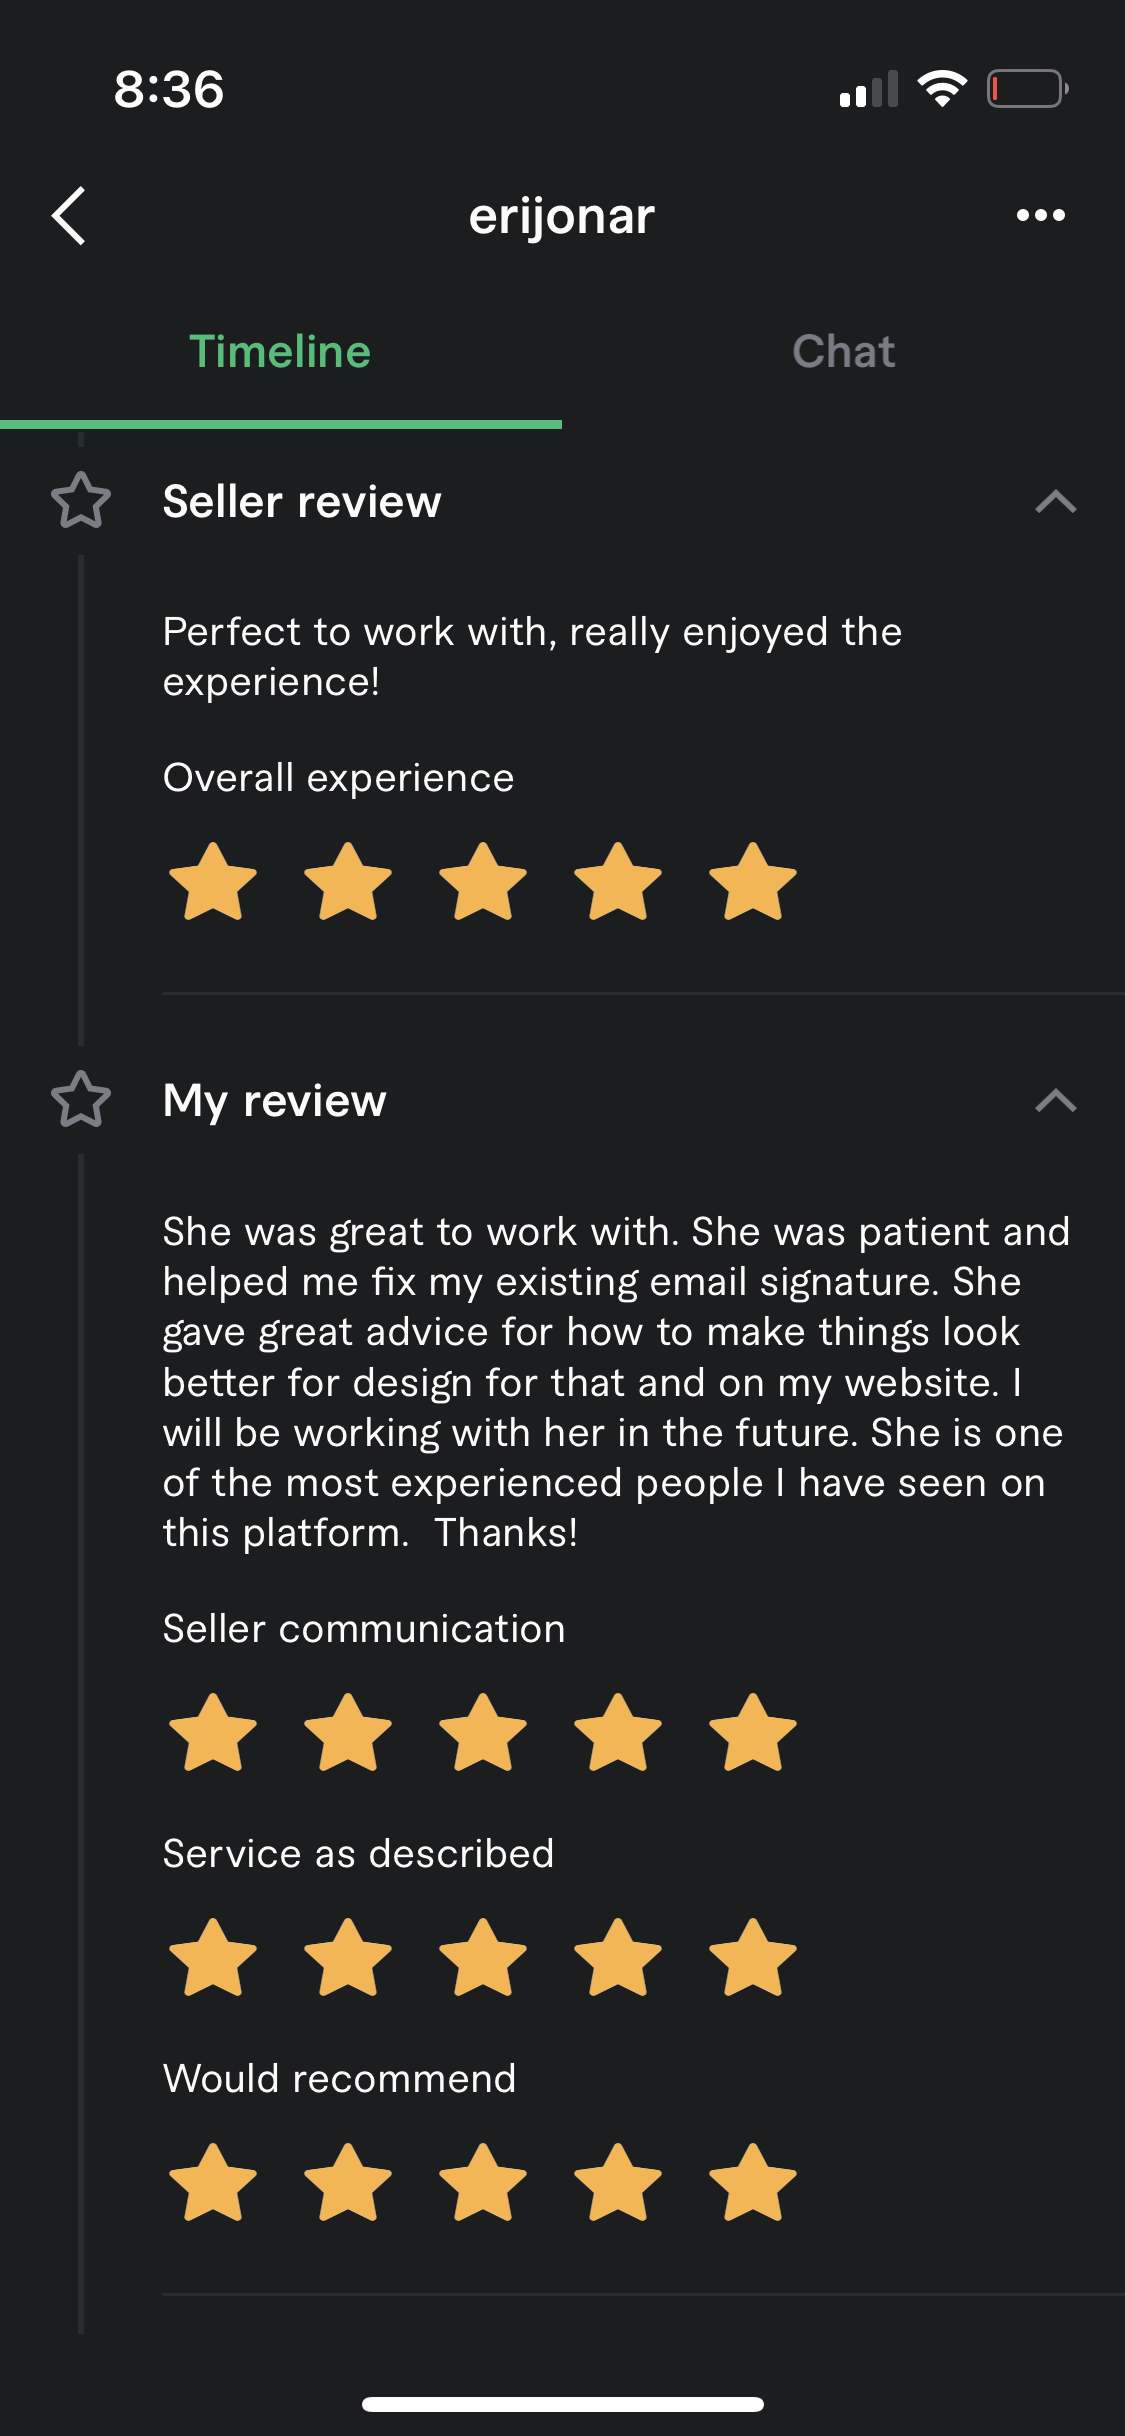 8:36
erijonar
Timeline
Chat
Seller review
Perfect to work with, really enjoyed the
experience!
Overall experience
My review
She was great to work with. She was patient and
helped me fix my existing email signature. She
gave great advice for how to make things look
better for design for that and on my website. I
will be working with her in the future. She is one
of the most experienced people I have seen on
this platform.  Thanks!
Seller communication
Service as described
Would recommend